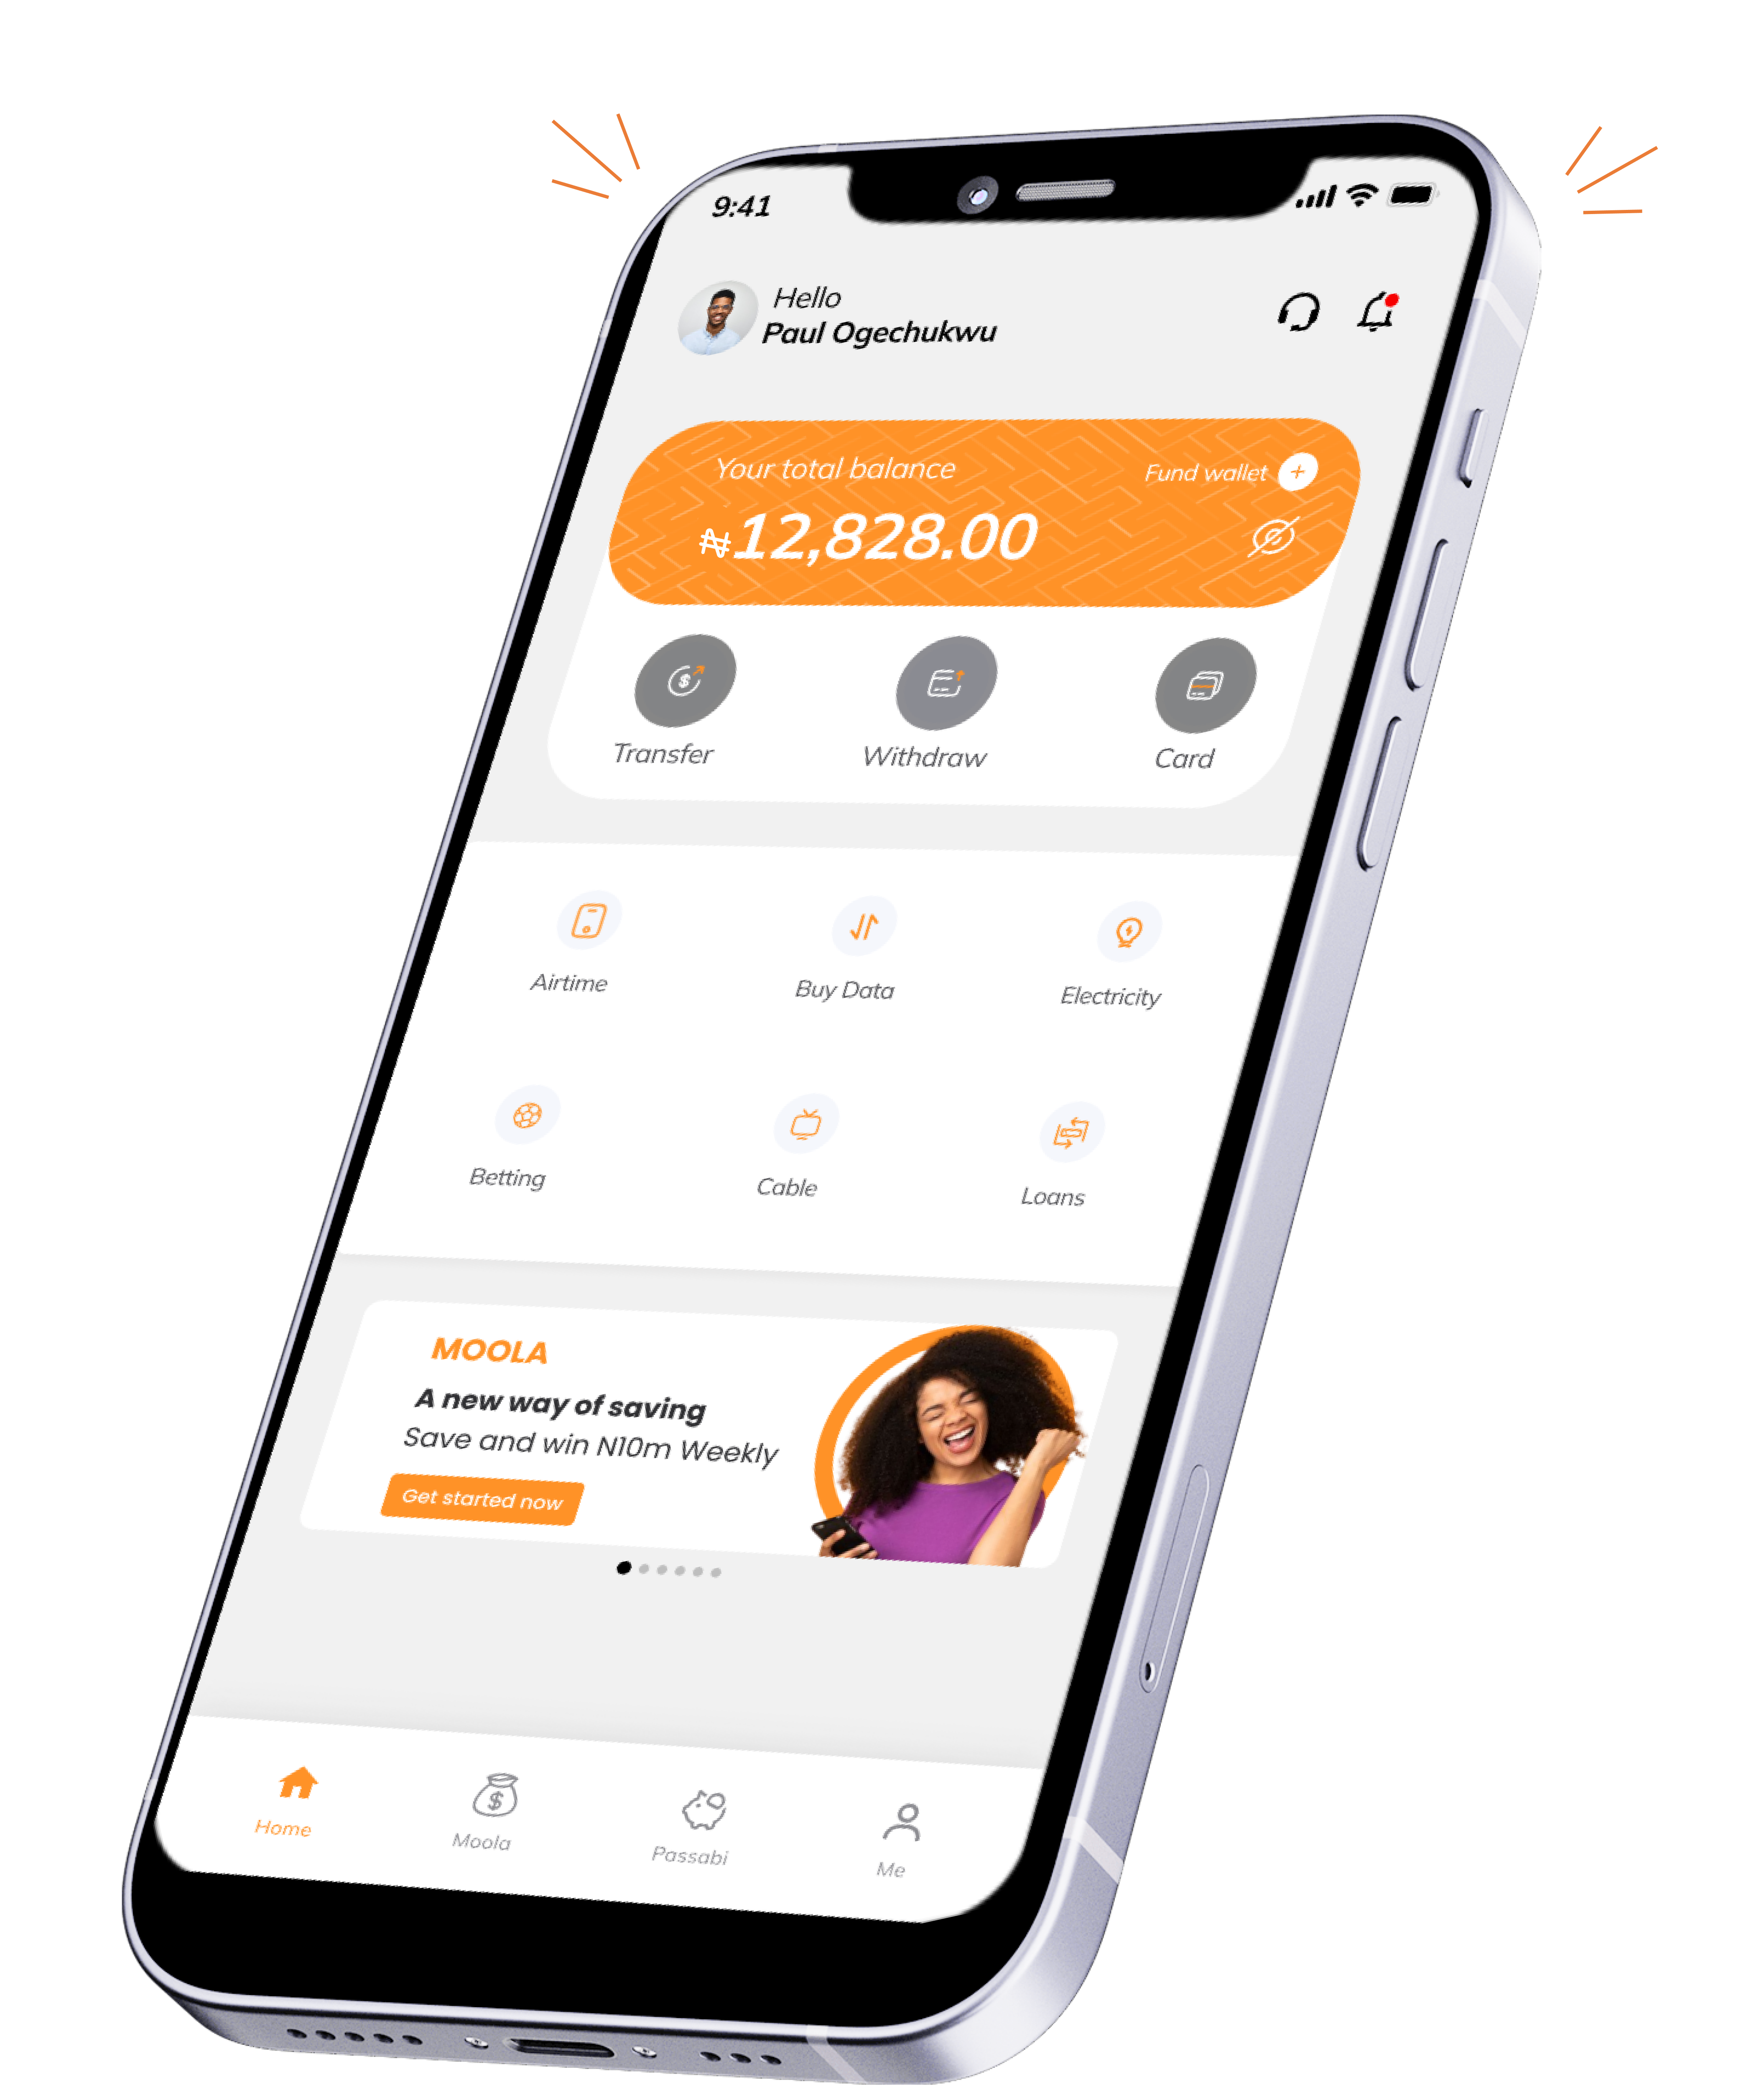 9:41
Hello
Paul Ogechukwu
Your total balance
Fund wallet
₦12,828.00
Transfer
Withdraw
Card
Airtime
Buy Data
Electricity
Betting
Cable
Loans
MOOLA
A new way of saving
Save and win N10m Weekly
Get started now
Home
Moola
Passabi
Me